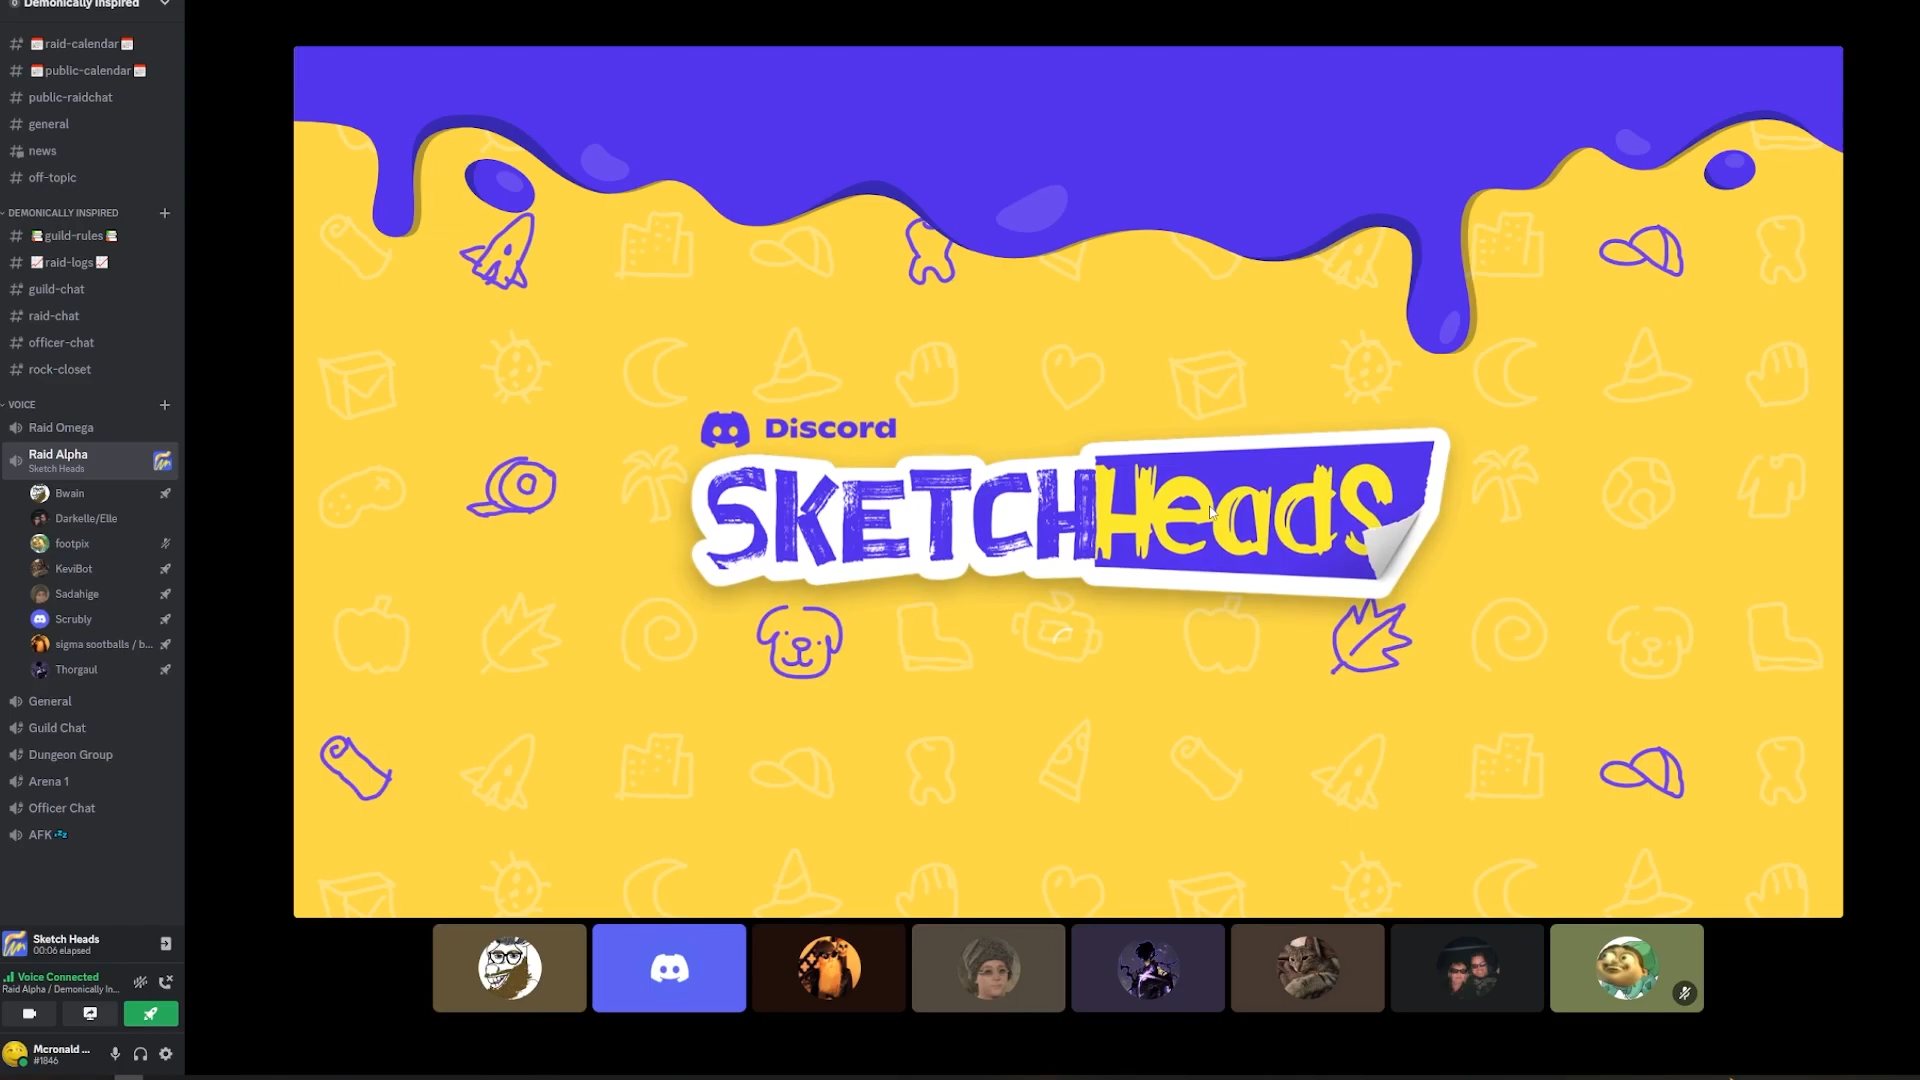 Demonically Inspired
raid-calendar
public-calendar
public-raidchat
general
news
off-topic
DEMONICALLY INSPIRED
guild-rules
raid-logs
guild-chat
raid-chat
officer-chat
rock-closet
VOICE
Raid Omega
Raid Alpha
Sketch Heads
Bwain
Darkelle/Elle
footpix
KeviBot
Sadahige
Scrubly
sigma sootballs / b...
Thorgaul
General
Guild Chat
Dungeon Group
Arena 1
Officer Chat
AFK
Sketch Heads
00:06 elapsed
Voice Connected
Raid Alpha / Demonically In...
Mcronald ...
#1846
Discord
SKETCHHeadS